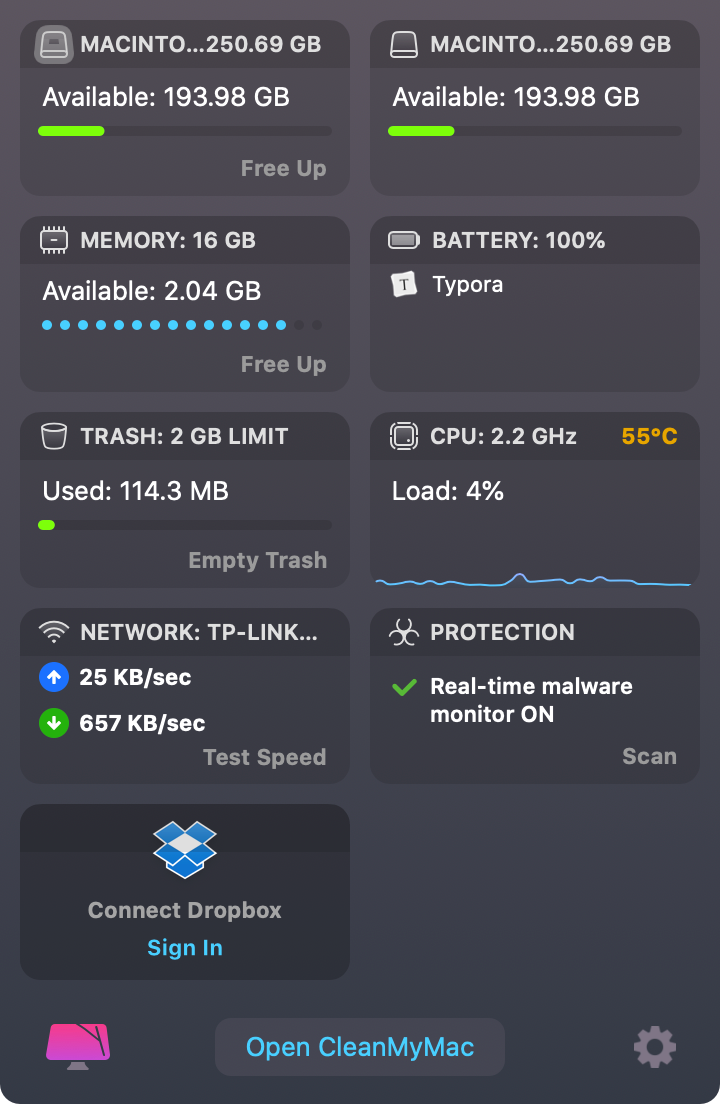 MACINTO...250.69 GB
Available: 193.98 GB
Free Up
MACINTO...250.69 GB
Available: 193.98 GB
MEMORY: 16 GB
Available: 2.04 GB
Free Up
BATTERY: 100%
T
Typora
TRASH: 2 GB LIMIT
Used: 114.3 MB
Empty Trash
CPU: 2.2 GHz 55°C
Load: 4%
NETWORK: TP-LINK...
25 KB/sec
657 KB/sec
Test Speed
PROTECTION
Real-time malware
monitor ON
Scan
Connect Dropbox
Sign In
Open CleanMyMac